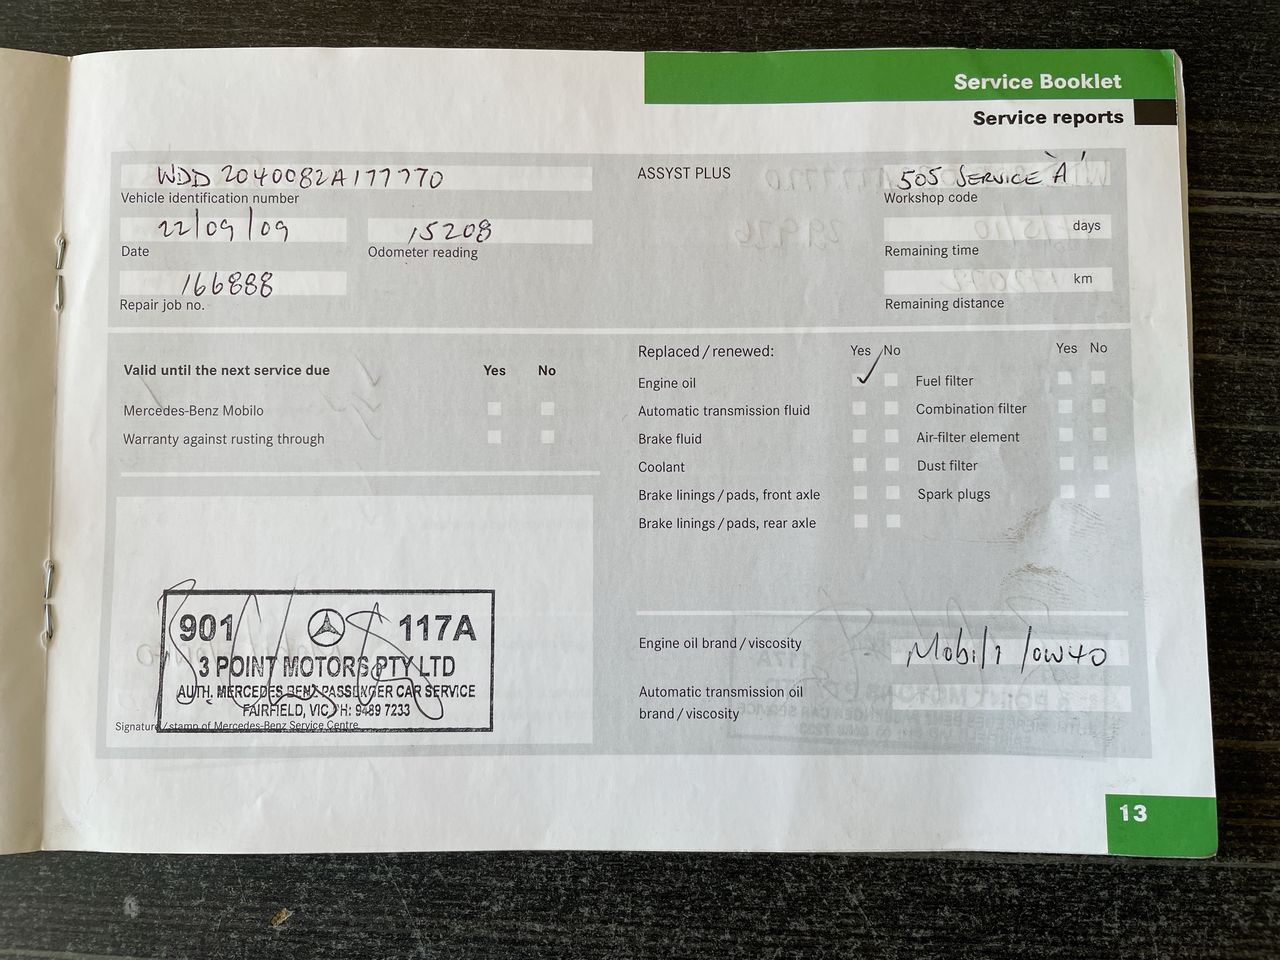 Service Booklet
Service reports
WDD 2040082A177770
Vehicle identification number
ASSYST PLUS
505 SERVICE 'A'
Workshop code
22/09/09
Date
15208
Odometer reading
days
Remaining time
166888
Repair job no.
km
Remaining distance
Valid until the next service due Yes No
Mercedes-Benz Mobilo
Warranty against rusting through
Replaced / renewed: Yes No Yes No
Engine oil ✓ Fuel filter
Automatic transmission fluid Combination filter
Brake fluid Air-filter element
Coolant Dust filter
Brake linings / pads, front axle Spark plugs
Brake linings / pads, rear axle
901 117A
3 POINT MOTORS PTY LTD
AUTH. MERCEDES BENZ PASSENGER CAR SERVICE
FAIRFIELD, VIC PH: 9489 7233
Signature / stamp of Mercedes-Benz Service Centre
Engine oil brand / viscosity Mobil 1 10W40
Automatic transmission oil
brand / viscosity
13